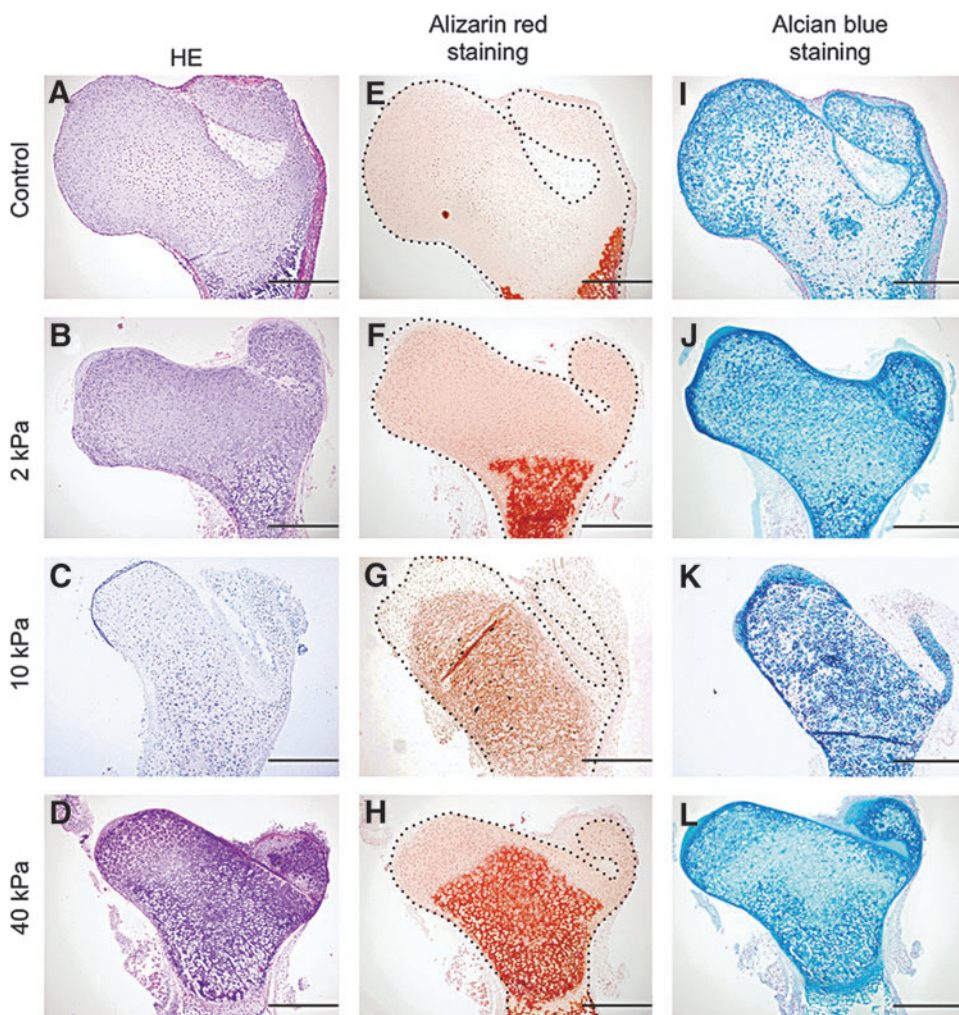 HE
Alizarin red
staining
Alcian blue
staining
Control
A
E
I
2 kPa
B
F
J
10 kPa
C
G
K
40 kPa
D
H
L